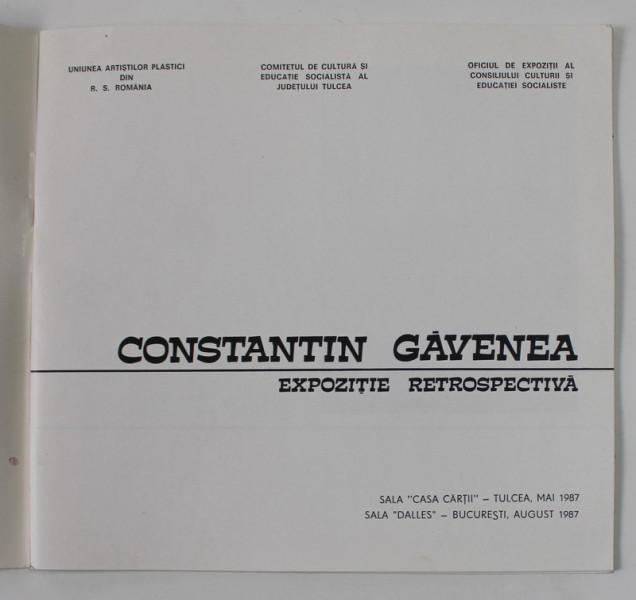 UNIUNEA ARTIȘTILOR PLASTICI
DIN
R. S. ROMÂNIA
COMITETUL DE CULTURĂ ȘI
EDUCAȚIE SOCIALISTĂ AL
JUDEȚULUI TULCEA
OFICIUL DE EXPOZIȚII AL
CONSILIULUI CULTURII ȘI
EDUCAȚIEI SOCIALISTE
CONSTANTIN GĂVENEA
EXPOZIȚIE RETROSPECTIVĂ
SALA "CASA CĂRȚII" – TULCEA, MAI 1987
SALA "DALLES" – BUCUREȘTI, AUGUST 1987